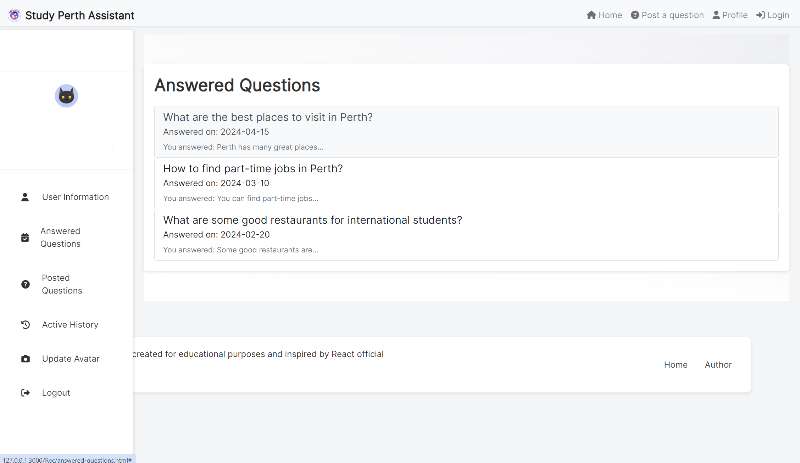 Study Perth Assistant
Home
Post a question
Profile
Login
Answered Questions
What are the best places to visit in Perth?
Answered on: 2024-04-15
You answered: Perth has many great places...
How to find part-time jobs in Perth?
Answered on: 2024-03-10
You answered: You can find part-time jobs...
What are some good restaurants for international students?
Answered on: 2024-02-20
You answered: Some good restaurants are...
User Information
Answered
Questions
Posted
Questions
Active History
Update Avatar
Logout
created for educational purposes and inspired by React official
Home
Author